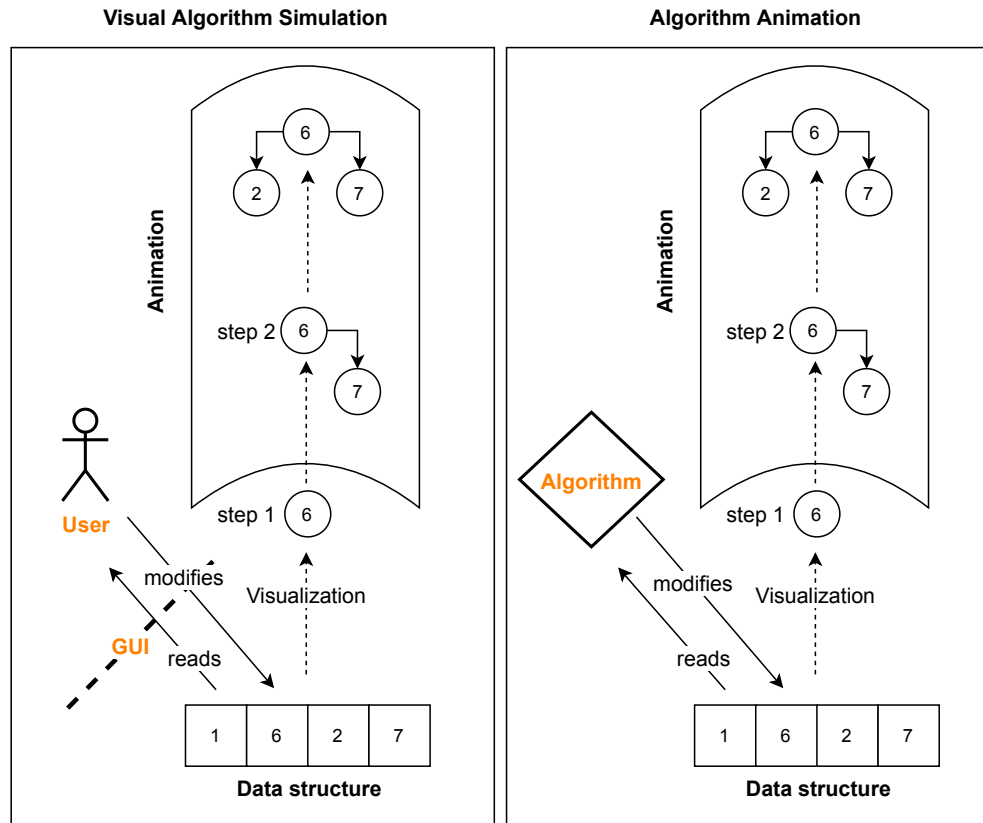 Visual Algorithm Simulation
6
2
7
Animation
step 2
6
7
User
step 1
6
modifies
Visualization
GUI
reads
1 6 2 7
Data structure
Algorithm Animation
6
2
7
Animation
step 2
6
7
Algorithm
step 1
6
modifies
Visualization
reads
1 6 2 7
Data structure